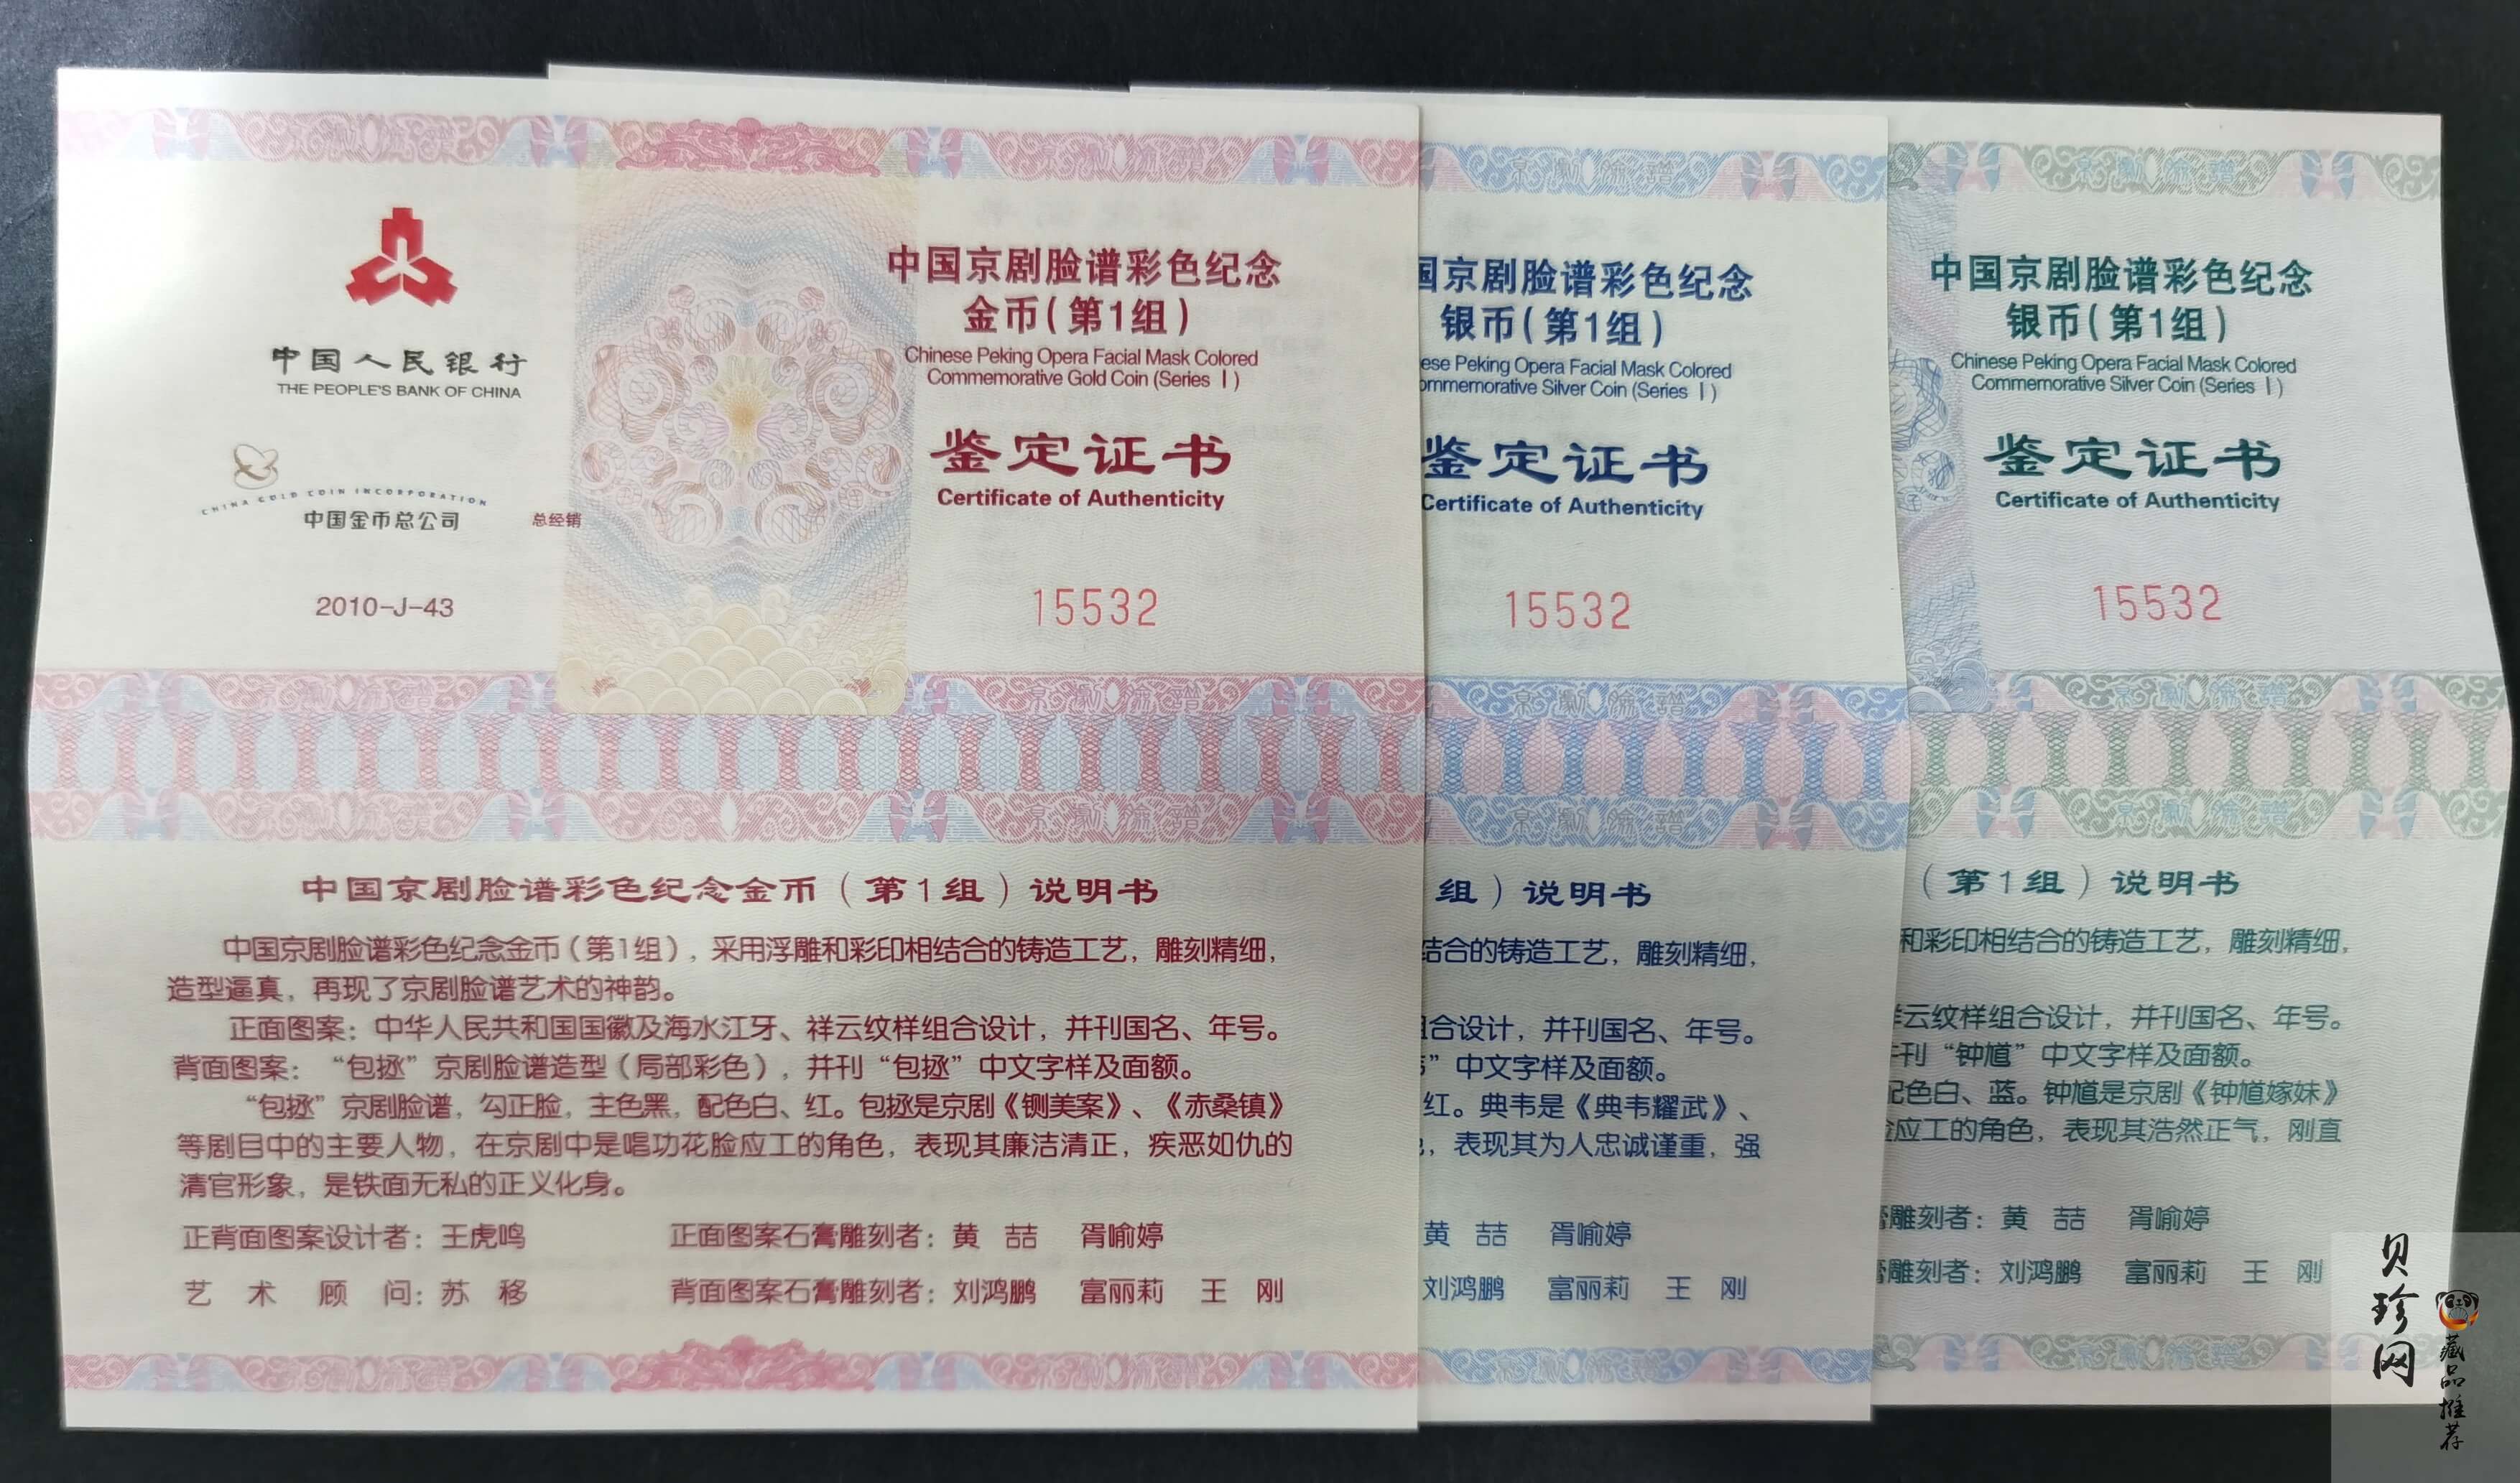 中国人民银行
THE PEOPLE'S BANK OF CHINA
CHINA GOLD COIN INCORPORATION
中国金币总公司
总经销
2010-J-43
中国京剧脸谱彩色纪念
金币(第1组)
Chinese Peking Opera Facial Mask Colored
Commemorative Gold Coin (Series Ⅰ)
鉴定证书
Certificate of Authenticity
15532
中国京剧脸谱彩色纪念金币(第1组)说明书
中国京剧脸谱彩色纪念金币(第1组),采用浮雕和彩印相结合的铸造工艺,雕刻精细,
造型逼真,再现了京剧脸谱艺术的神韵。
正面图案:中华人民共和国国徽及海水江牙、祥云纹样组合设计,并刊国名、年号。
背面图案:“包拯”京剧脸谱造型(局部彩色),并刊“包拯”中文字样及面额。
“包拯”京剧脸谱,勾正脸,主色黑,配色白、红。包拯是京剧《铡美案》、《赤桑镇》
等剧目中的主要人物,在京剧中是唱功花脸应工的角色,表现其廉洁清正,疾恶如仇的
清官形象,是铁面无私的正义化身。
正背面图案设计者:王虎鸣 正面图案石膏雕刻者:黄 喆 胥喻婷
艺术顾问:苏 移 背面图案石膏雕刻者:刘鸿鹏 富丽莉 王 刚
国京剧脸谱彩色纪念
银币(第1组)
ese Peking Opera Facial Mask Colored
ommemorative Silver Coin (Series Ⅰ)
鉴定证书
Certificate of Authenticity
15532
组)说明书
结合的铸造工艺,雕刻精细,
合设计,并刊国名、年号。
”中文字样及面额。
红。典韦是《典韦耀武》、
,表现其为人忠诚谨重,强
黄 喆 胥喻婷
刘鸿鹏 富丽莉 王 刚
中国京剧脸谱彩色纪念
银币(第1组)
Chinese Peking Opera Facial Mask Colored
Commemorative Silver Coin (Series Ⅰ)
鉴定证书
Certificate of Authenticity
15532
(第1组)说明书
和彩印相结合的铸造工艺,雕刻精细,
云纹样组合设计,并刊国名、年号。
刊“钟馗”中文字样及面额。
配色白、蓝。钟馗是京剧《钟馗嫁妹》
应工的角色,表现其浩然正气,刚直
膏雕刻者:黄 喆 胥喻婷
膏雕刻者:刘鸿鹏 富丽莉 王 刚
贝珍网
藏品推荐